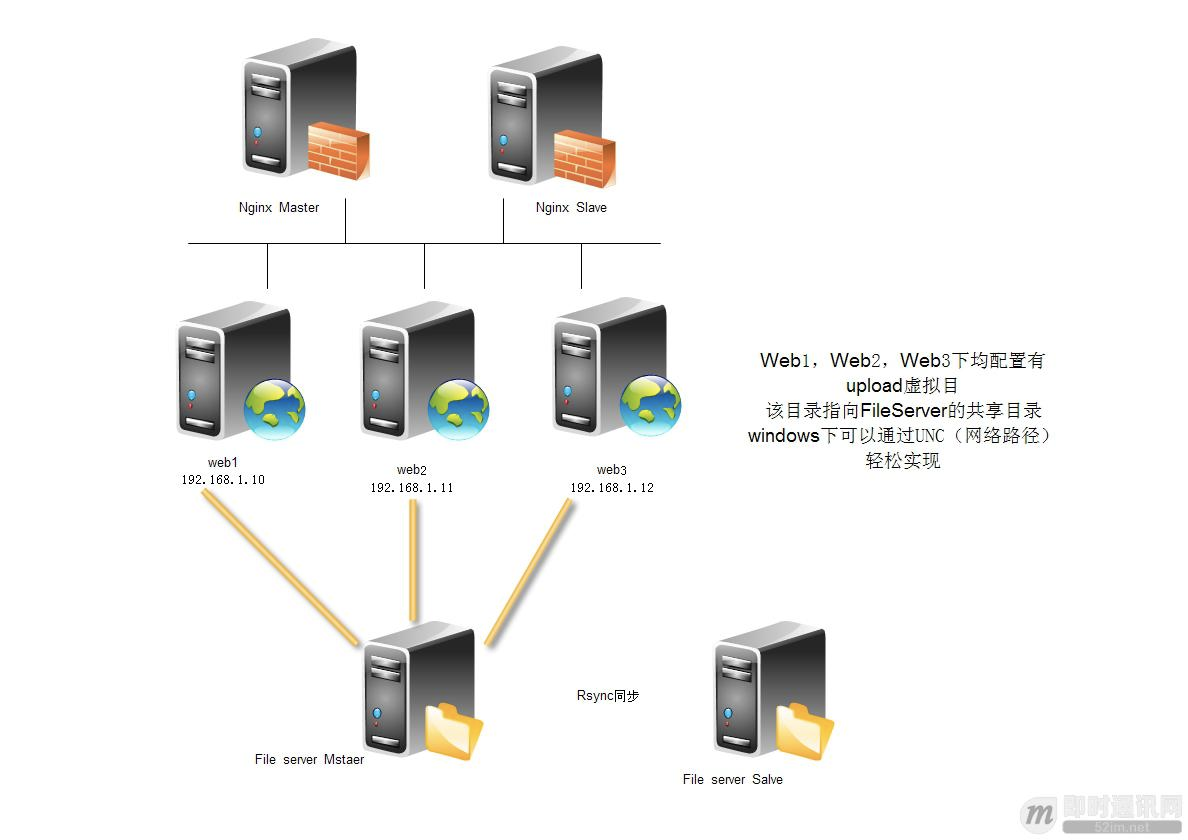 Nginx Master
Nginx Slave
web1
192.168.1.10
web2
192.168.1.11
web3
192.168.1.12
Web1，Web2，Web3下均配置有
upload虚拟目
该目录指向FileServer的共享目录
windows下可以通过UNC（网络路径）
轻松实现
Rsync同步
File server Mstaer
File server Salve
m 即时通讯网
52im.net